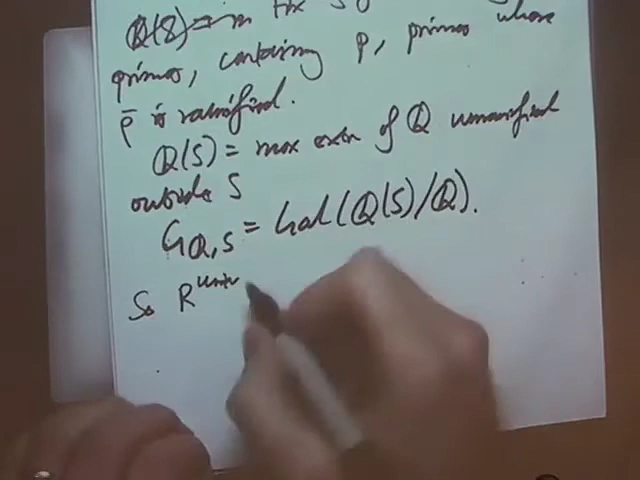 primes, containing p, primes where
ρ̄ is ramified.
Q(S) = max extn of Q unramified
outside S
G_{Q,S} = Gal(Q(S)/Q).
So R^{univ}